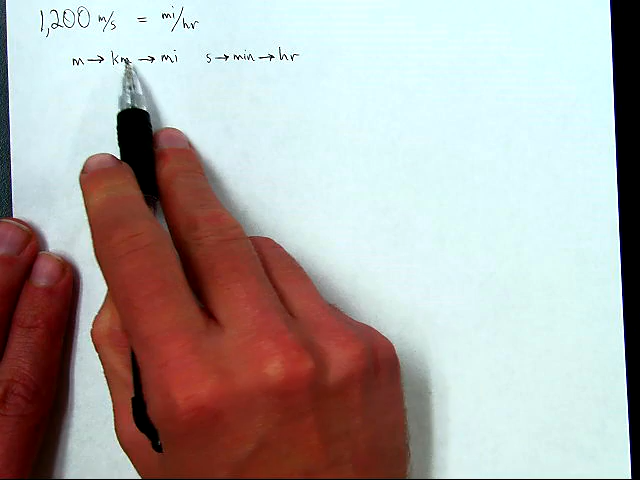 1,200 m/s = mi/hr
m → km → mi s → min → hr